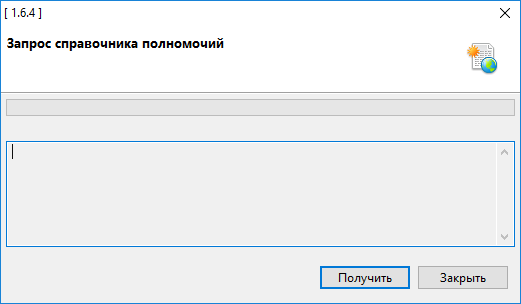 [ 1.6.4 ]
Запрос справочника полномочий
Получить
Закрыть